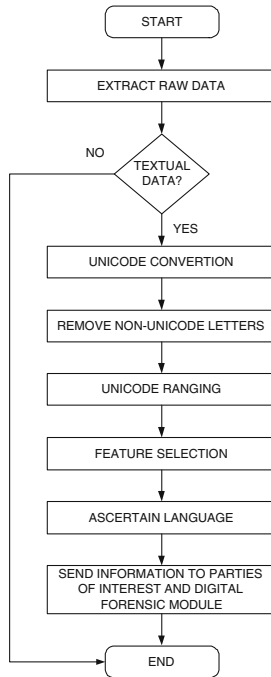 START
EXTRACT RAW DATA
NO
TEXTUAL
DATA?
YES
UNICODE CONVERTION
REMOVE NON-UNICODE LETTERS
UNICODE RANGING
FEATURE SELECTION
ASCERTAIN LANGUAGE
SEND INFORMATION TO PARTIES
OF INTEREST AND DIGITAL
FORENSIC MODULE
END